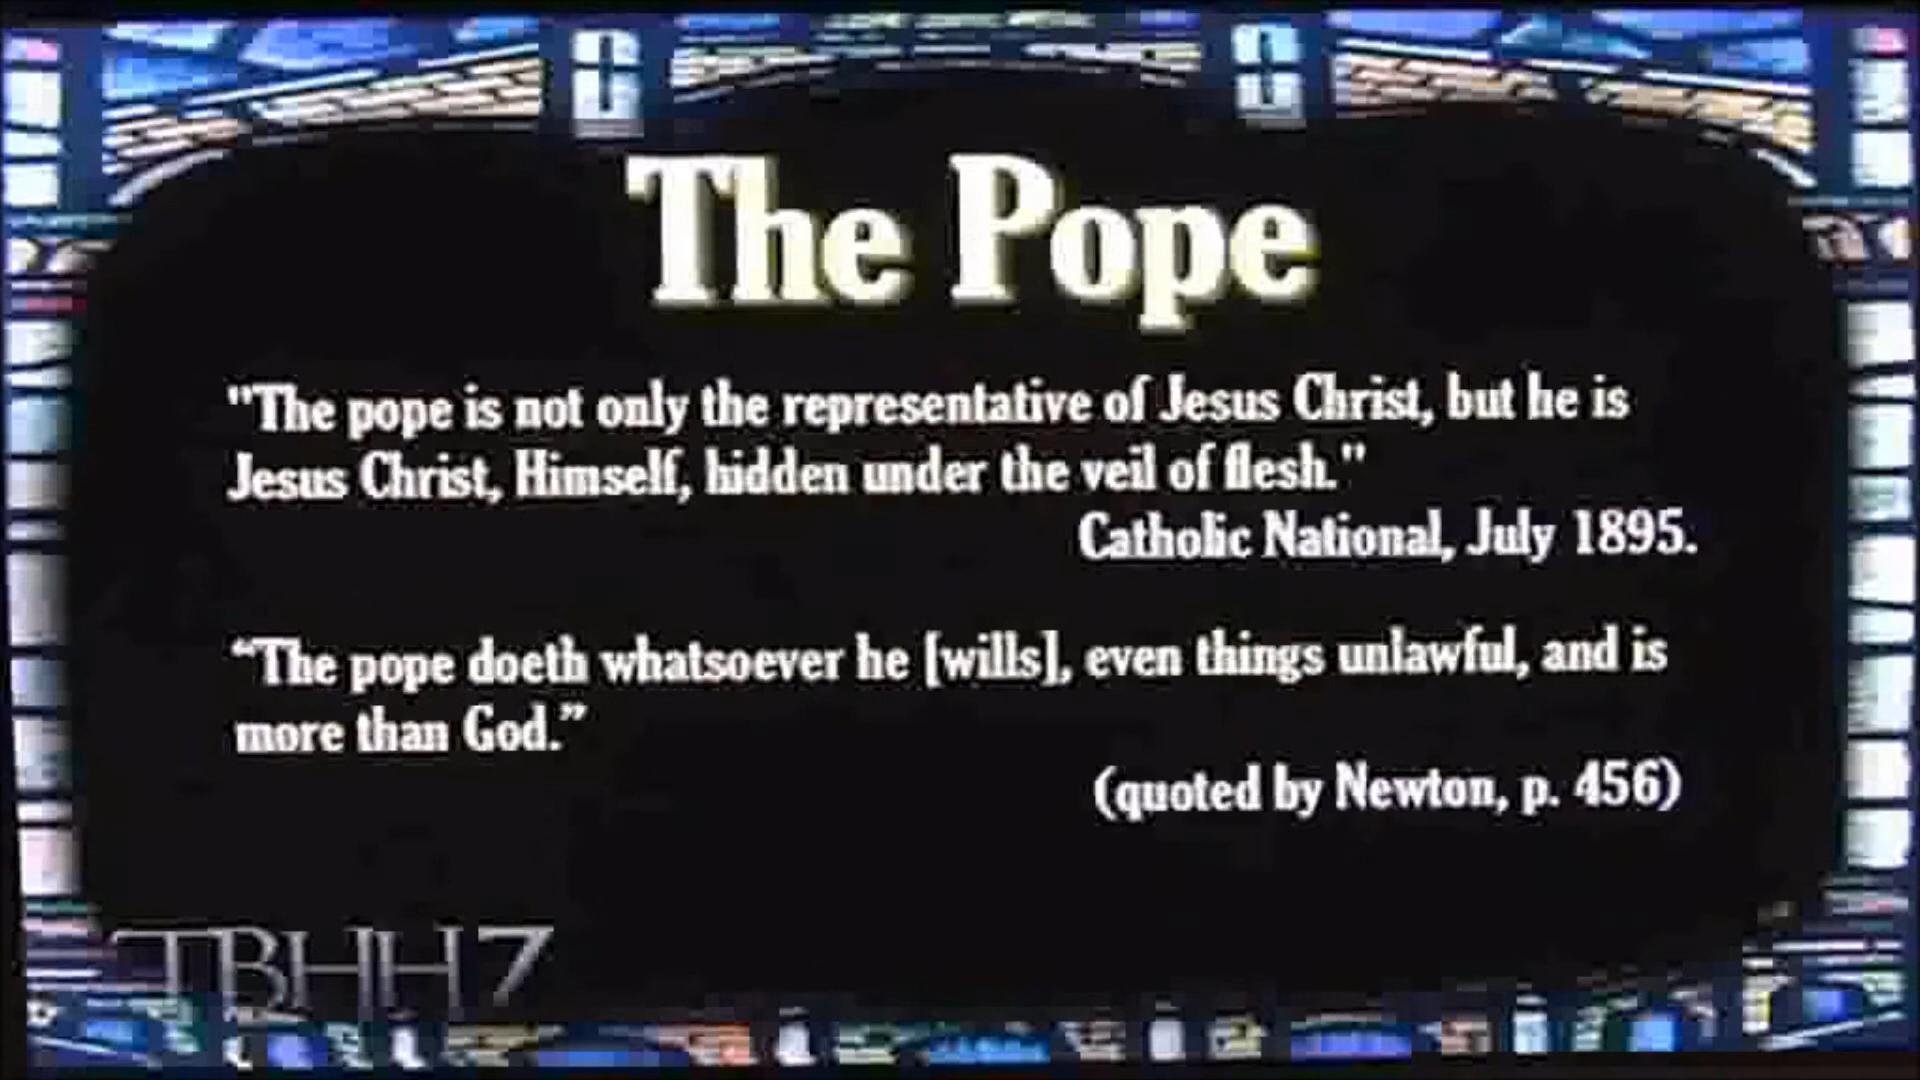 The Pope
"The pope is not only the representative of Jesus Christ, but he is
Jesus Christ, Himself, hidden under the veil of flesh."
Catholic National, July 1895.
“The pope doeth whatsoever he [wills], even things unlawful, and is
more than God.”
(quoted by Newton, p. 456)
TBHH7